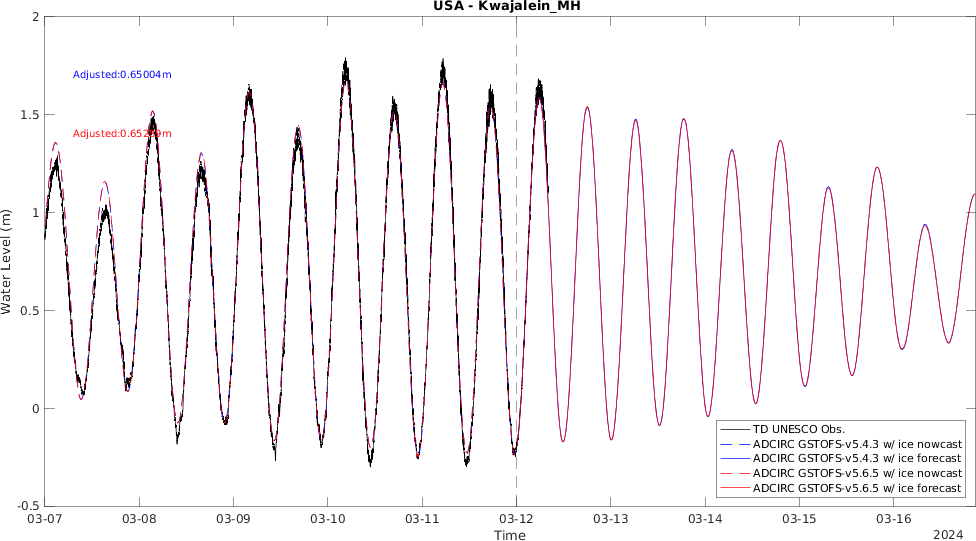 USA - Kwajalein_MH
2
1.5
1
0.5
0
-0.5
Water Level (m)
Adjusted:0.65004m
TD UNESCO Obs.
ADCIRC GSTOFS-v5.4.3 w/ ice nowcast
ADCIRC GSTOFS-v5.4.3 w/ ice forecast
ADCIRC GSTOFS-v5.6.5 w/ ice nowcast
ADCIRC GSTOFS-v5.6.5 w/ ice forecast
03-07 03-08 03-09 03-10 03-11 03-12 03-13 03-14 03-15 03-16
Time
2024